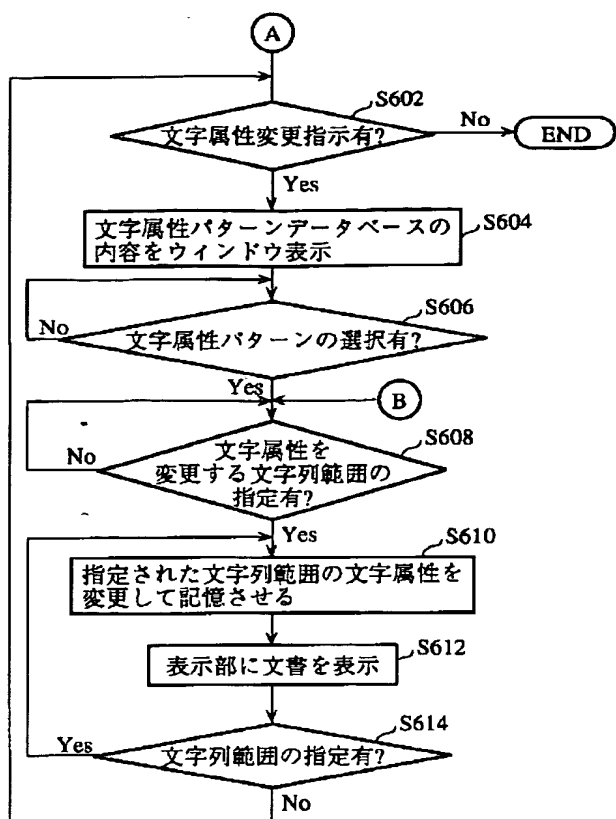 A
S602
文字属性変更指示有?
No
END
Yes
文字属性パターンデータベースの
内容をウィンドウ表示
S604
S606
文字属性パターンの選択有?
No
Yes
B
S608
文字属性を
変更する文字列範囲の
指定有?
No
Yes
S610
指定された文字列範囲の文字属性を
変更して記憶させる
S612
表示部に文書を表示
S614
Yes
文字列範囲の指定有?
No